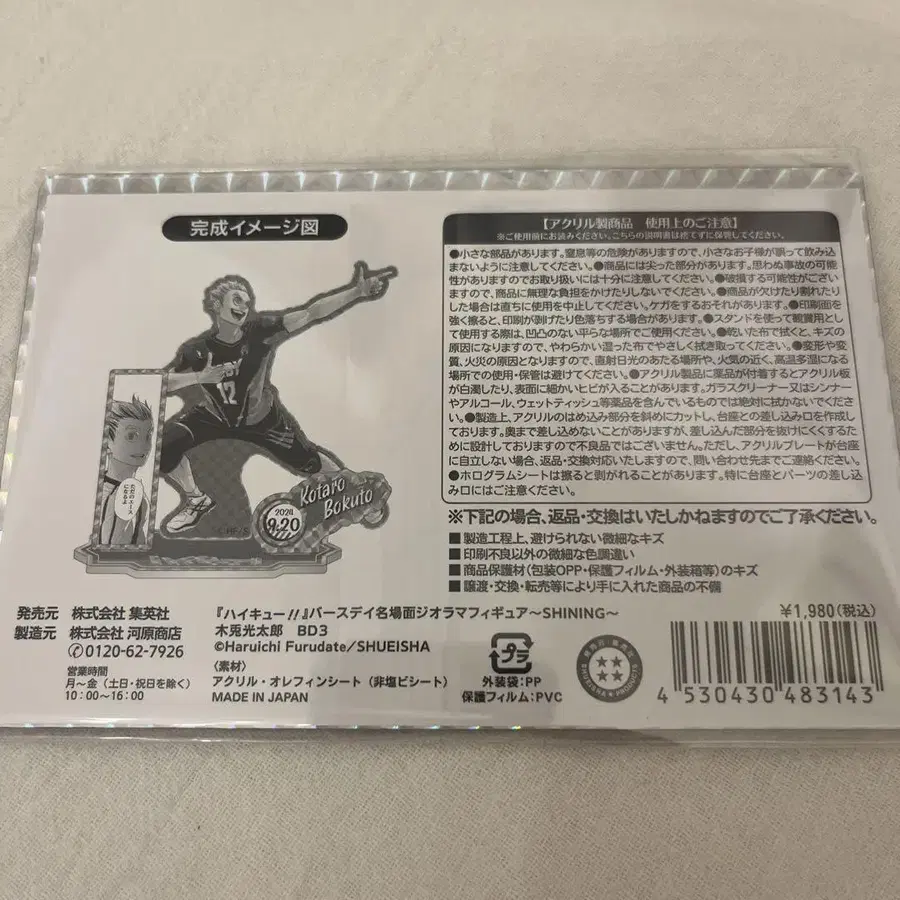 完成イメージ図
【アクリル製商品　使用上のご注意】
※ご使用前にお読みください。こちらの説明書は捨てずに保管してください。
●小さな部品があります。窒息等の危険がありますので、小さなお子様が誤って飲み込
まないように注意してください。●商品には尖った部分があります。思わぬ事故の可能
性がありますのでお取り扱いには十分に注意してください。●破損する可能性がござい
ますので、商品に無理な負担をかけたりしないでください。●商品が欠けたり割れたり
した場合は直ちに使用を中止してください。ケガをするおそれがあります。●印刷面を
強く擦ると、印刷が剥げたり色落ちする場合があります。●スタンドを使って観賞用とし
て使用する際は、凹凸のない平らな場所でご使用ください。●乾いた布で拭くと、キズの
原因になりますので、やわらかい湿った布でやさしく拭き取ってください。●変形や変
質、火災の原因となりますので、直射日光のあたる場所や、火気の近く、高温多湿になる
場所での使用・保管は避けてください。●アクリル製品に薬品が付着するとアクリル板
が白濁したり、表面に細かいヒビが入ることがあります。ガラスクリーナー又はシンナー
やアルコール、ウェットティッシュ等薬品を含んでいるものでは絶対に拭かないでくださ
い。●製造上、アクリルのはめ込み部分を斜めにカットし、台座との差し込み口を作成し
ております。奥まで差し込めないことがありますが、差し込んだ部分を抜けにくくするた
めに設計しておりますので不良品ではございません。ただし、アクリルプレートが台座
に自立しない場合、返品・交換対応いたしますので、問い合わせ先までご連絡ください。
●ホログラムシートは擦ると剥がれることがあります。特に台座とパーツの差し込
み口にはご注意ください。
※下記の場合、返品・交換はいたしかねますのでご了承ください。
■製造工程上、避けられない微細なキズ
■印刷不良以外の微細な色調違い
■商品保護材(包装OPP・保護フィルム・外装箱等)のキズ
■譲渡・交換・転売等により手に入れた商品の不備
12
ただのエース
になるよ
2024
9.20
Kotaro
Bokuto
©H.F./S
発売元　株式会社 集英社
製造元　株式会社 河原商店
✆0120-62-7926
営業時間
月〜金(土日・祝日を除く)
10:00〜16:00
『ハイキュー!!』バースデイ名場面ジオラマフィギュア〜SHINING〜
木兎光太郎　BD3
©Haruichi Furudate/SHUEISHA
〈素材〉
アクリル・オレフィンシート(非塩ビシート)
MADE IN JAPAN
プラ
外装袋:PP
保護フィルム:PVC
SHUEISHA PRODUCTS
¥1,980(税込)
4 530430 483143